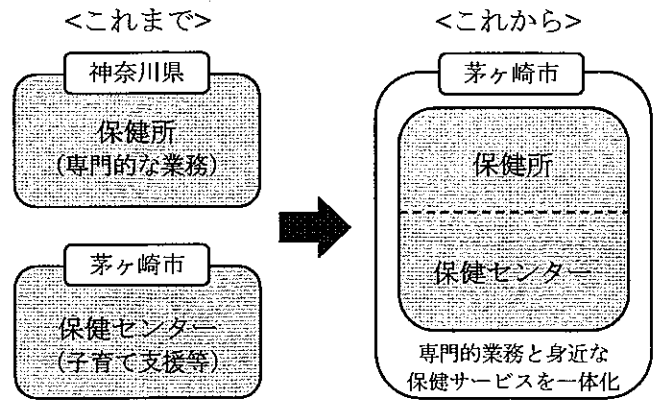 <これまで>
神奈川県
保健所
(専門的な業務)
茅ヶ崎市
保健センター
(子育て支援等)
<これから>
茅ヶ崎市
保健所
保健センター
専門的業務と身近な
保健サービスを一体化